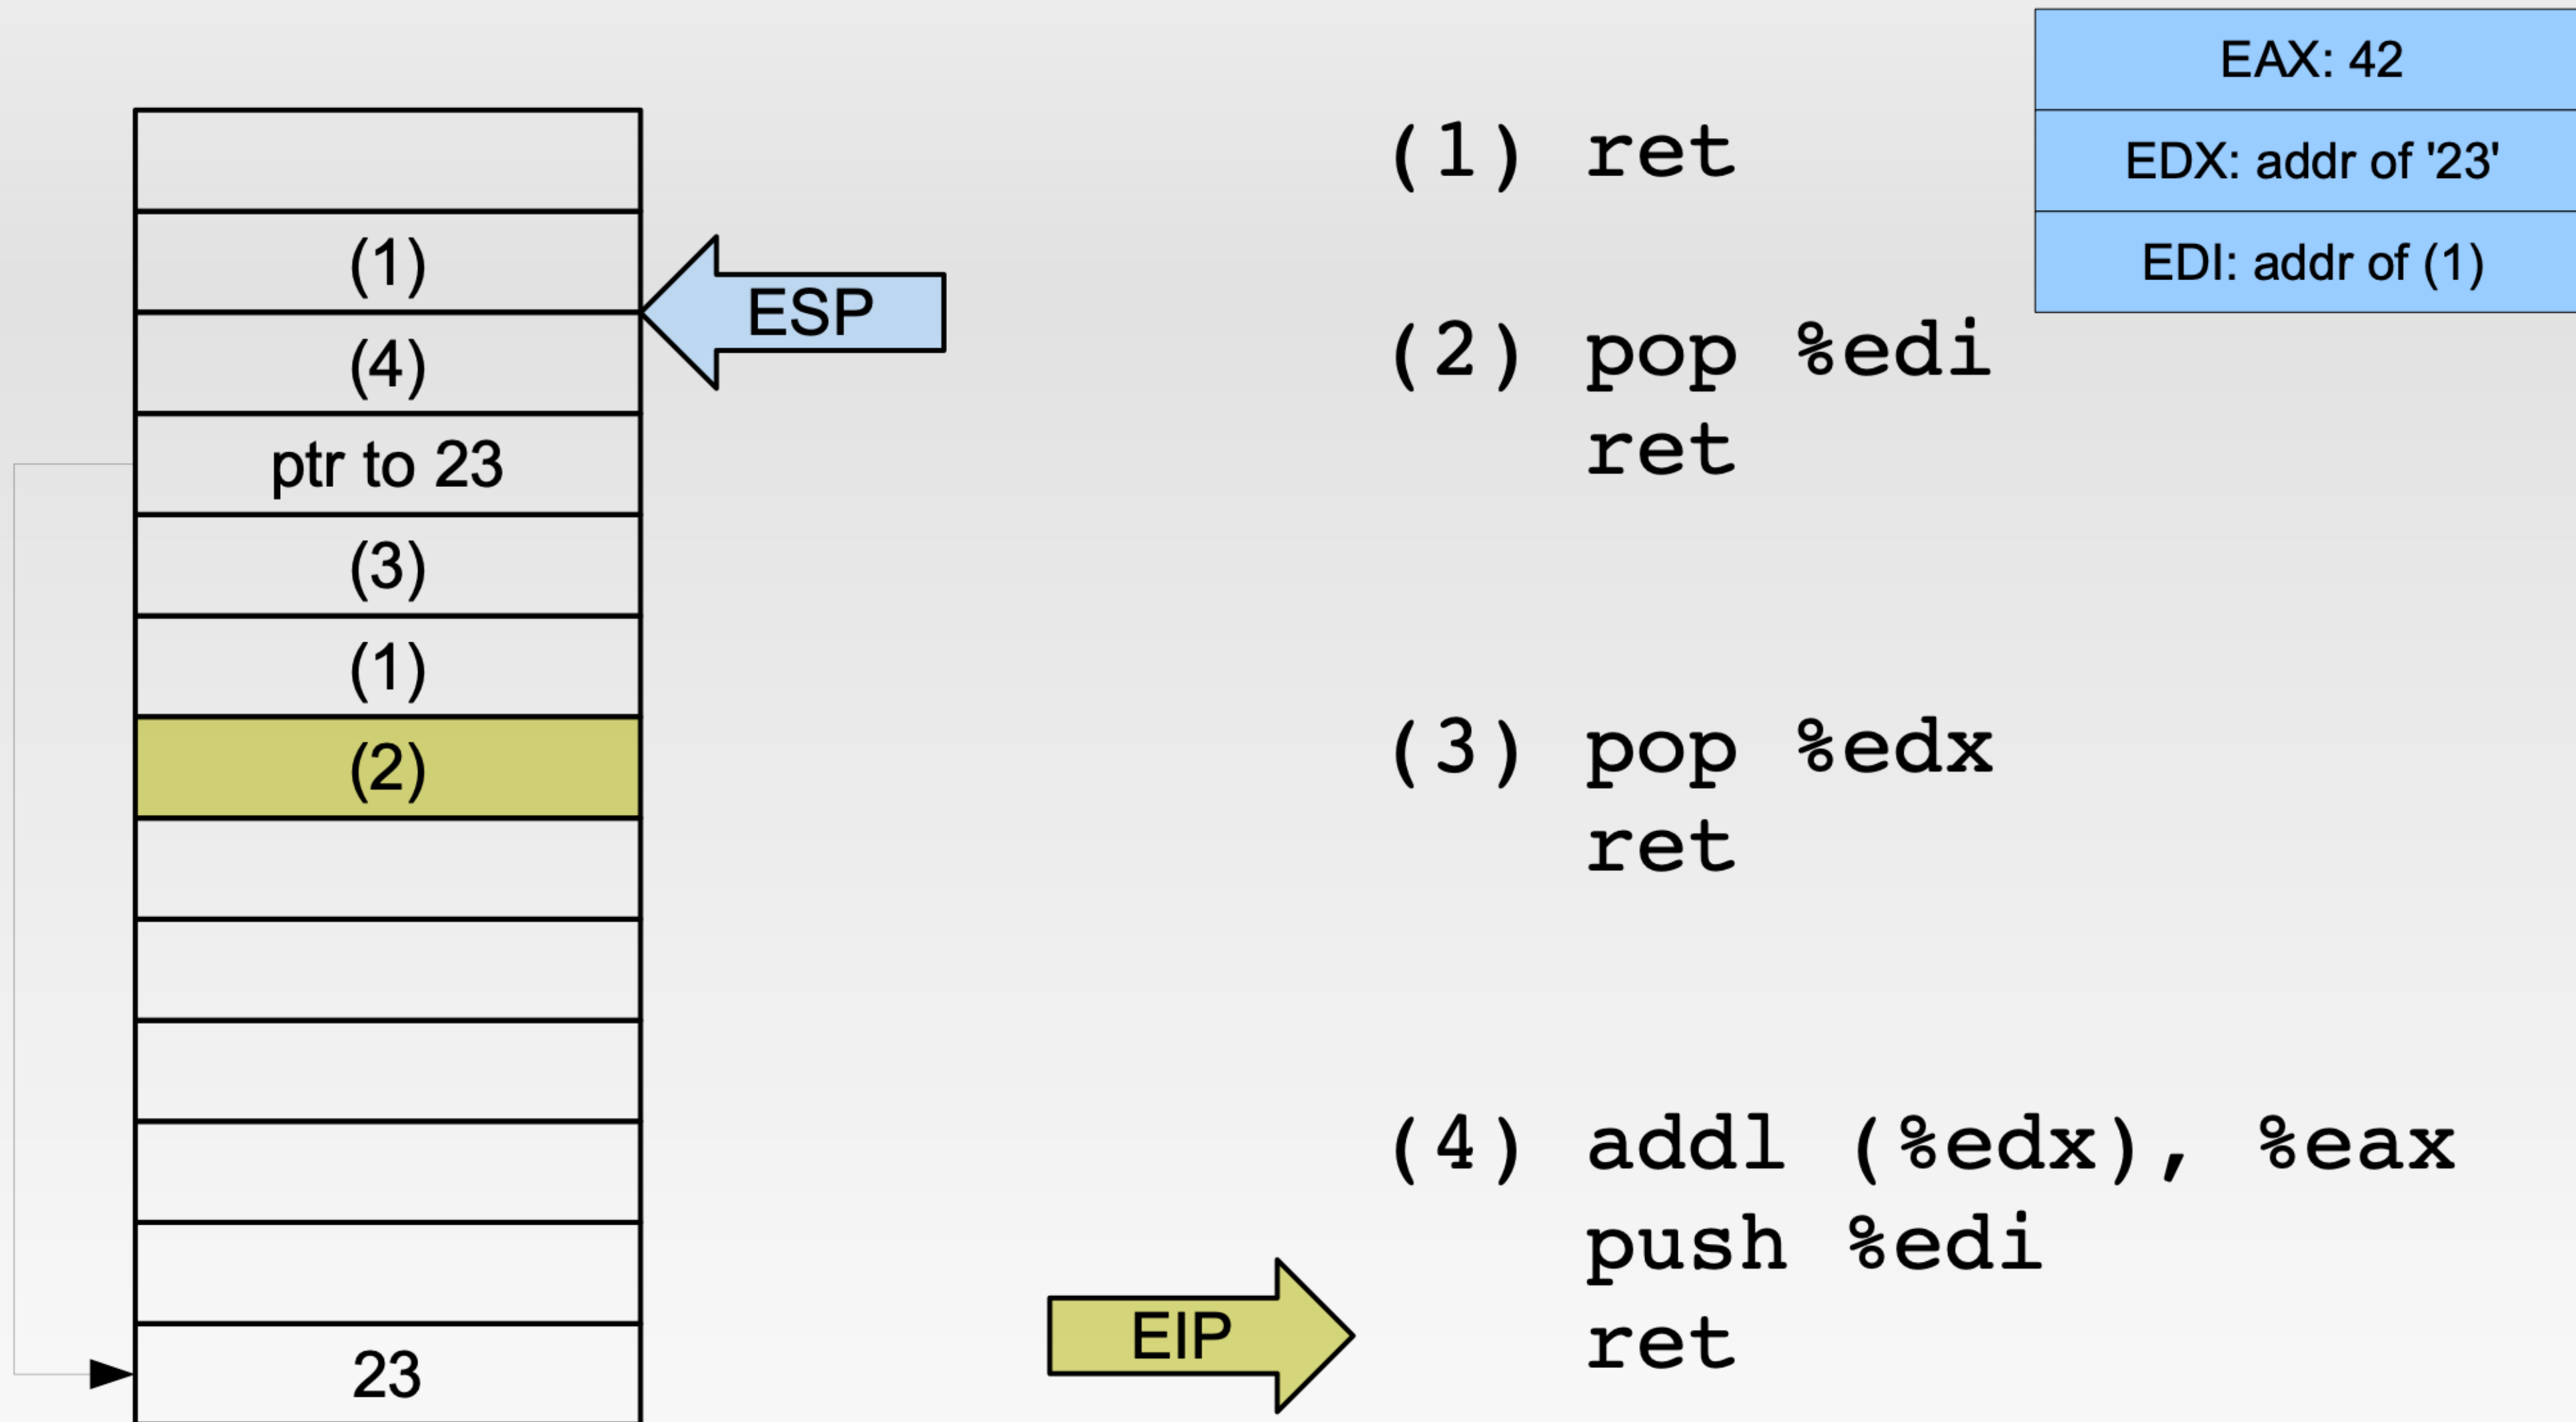 (1)
(4)
ptr to 23
(3)
(1)
(2)
23
ESP
EIP
(1) ret
(2) pop %edi
ret
(3) pop %edx
ret
(4) addl (%edx), %eax
push %edi
ret
EAX: 42
EDX: addr of '23'
EDI: addr of (1)